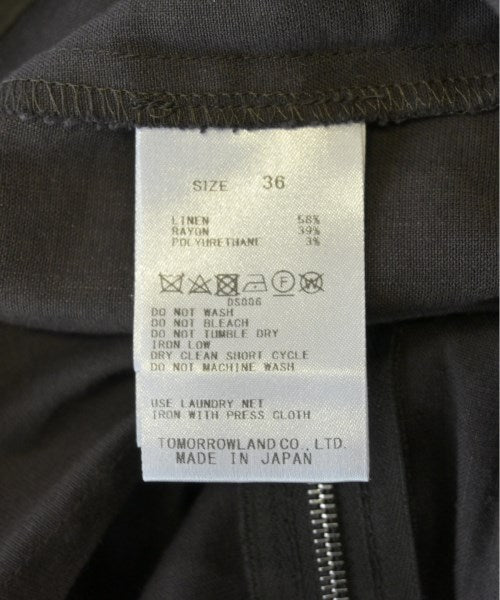 SIZE 36
LINEN 58%
RAYON 39%
POLYURETHANE 3%
F W
DS006
DO NOT WASH
DO NOT BLEACH
DO NOT TUMBLE DRY
IRON LOW
DRY CLEAN SHORT CYCLE
DO NOT MACHINE WASH
USE LAUNDRY NET
IRON WITH PRESS CLOTH
TOMORROWLAND CO., LTD.
MADE IN JAPAN